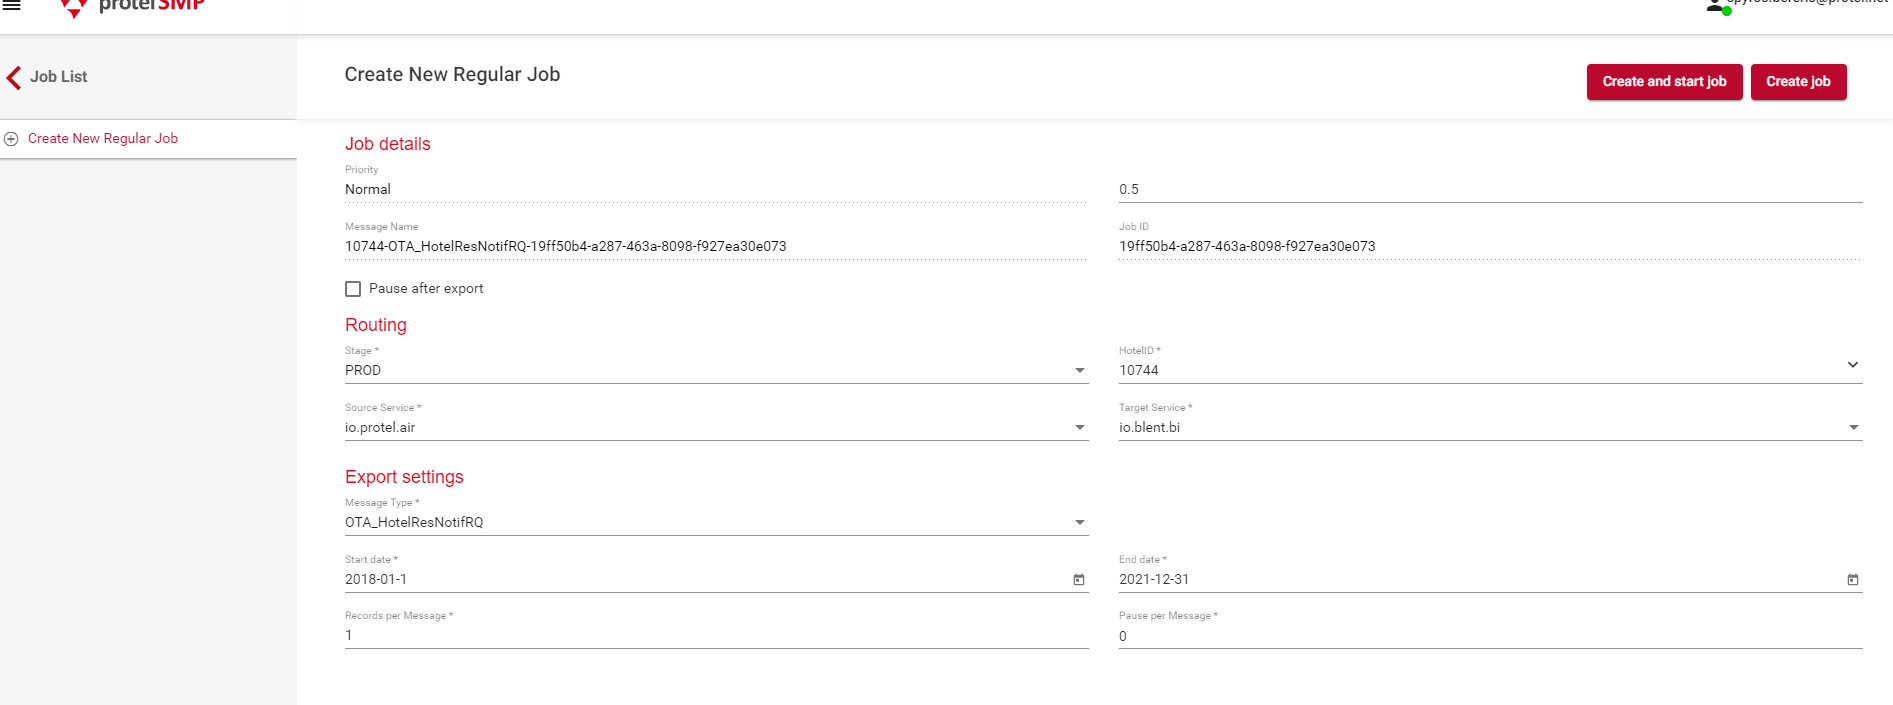 protelSMP
Job List
Create New Regular Job
Create and start job
Create job
Create New Regular Job
Job details
Priority
Normal
0.5
Message Name
Job ID
10744-OTA_HotelResNotifRQ-19ff50b4-a287-463a-8098-f927ea30e073
19ff50b4-a287-463a-8098-f927ea30e073
Pause after export
Routing
Stage *
HotelID *
PROD
10744
Source Service *
Target Service *
io.protel.air
io.blent.bi
Export settings
Message Type *
OTA_HotelResNotifRQ
Start date *
End date *
2018-01-1
2021-12-31
Records per Message *
Pause per Message *
1
0